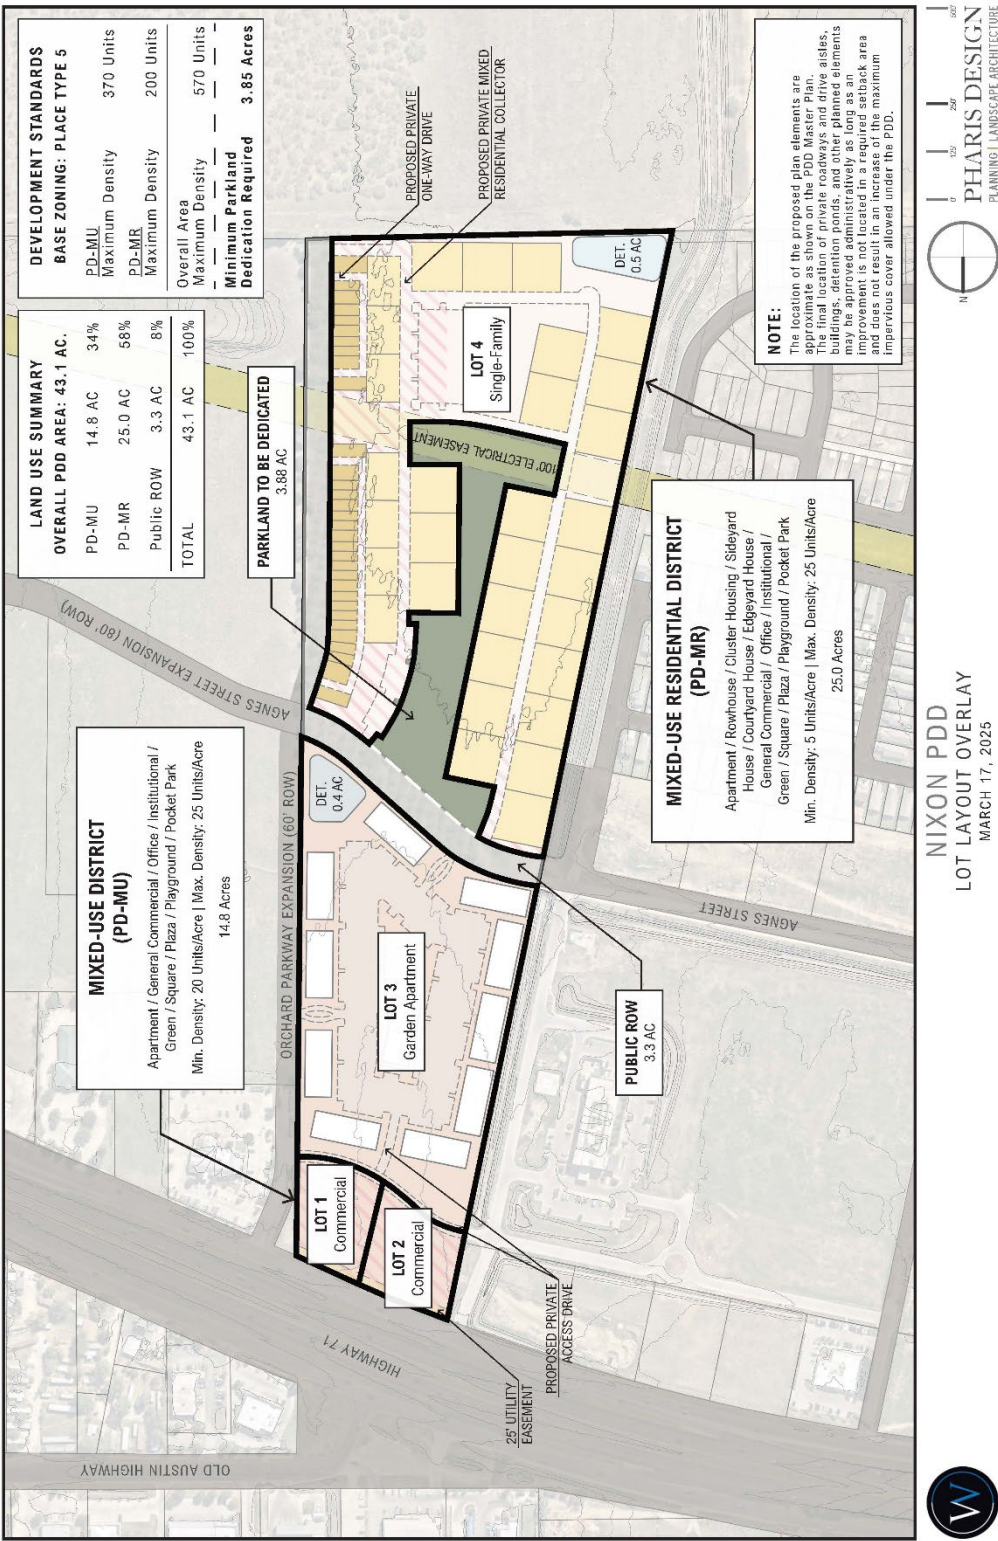 MIXED-USE DISTRICT
(PD-MU)
Apartment / General Commercial / Office / Institutional /
Green / Square / Plaza / Playground / Pocket Park
Min. Density: 20 Units/Acre | Max. Density: 25 Units/Acre
14.8 Acres
LAND USE SUMMARY
OVERALL PDD AREA: 43.1 AC.
PD-MU 14.8 AC 34%
PD-MR 25.0 AC 58%
Public ROW 3.3 AC 8%
TOTAL 43.1 AC 100%
DEVELOPMENT STANDARDS
BASE ZONING: PLACE TYPE 5
PD-MU
Maximum Density 370 Units
PD-MR
Maximum Density 200 Units
Overall Area
Maximum Density 570 Units
Minimum Parkland
Dedication Required 3.85 Acres
OLD AUSTIN HIGHWAY
HIGHWAY 71
ORCHARD PARKWAY EXPANSION (60' ROW)
AGNES STREET EXPANSION (80' ROW)
PARKLAND TO BE DEDICATED
3.88 AC
PROPOSED PRIVATE
ONE-WAY DRIVE
PROPOSED PRIVATE MIXED
RESIDENTIAL COLLECTOR
LOT 1
Commercial
LOT 2
Commercial
LOT 3
Garden Apartment
DET.
0.4 AC
LOT 4
Single-Family
100' ELECTRICAL EASEMENT
DET.
0.5 AC
25' UTILITY
EASEMENT
PROPOSED PRIVATE
ACCESS DRIVE
PUBLIC ROW
3.3 AC
AGNES STREET
MIXED-USE RESIDENTIAL DISTRICT
(PD-MR)
Apartment / Rowhouse / Cluster Housing / Sideyard
House / Courtyard House / Edgeyard House /
General Commercial / Office / Institutional /
Green / Square / Plaza / Playground / Pocket Park
Min. Density: 5 Units/Acre | Max. Density: 25 Units/Acre
25.0 Acres
NOTE:
The location of the proposed plan elements are
approximate as shown on the PDD Master Plan.
The final location of private roadways and drive aisles,
buildings, detention ponds, and other planned elements
may be approved administratively as long as an
improvement is not located in a required setback area
and does not result in an increase of the maximum
impervious cover allowed under the PDD.
W
NIXON PDD
LOT LAYOUT OVERLAY
MARCH 17, 2025
N
0 125' 250' 500'
PHARIS DESIGN
PLANNING | LANDSCAPE ARCHITECTURE